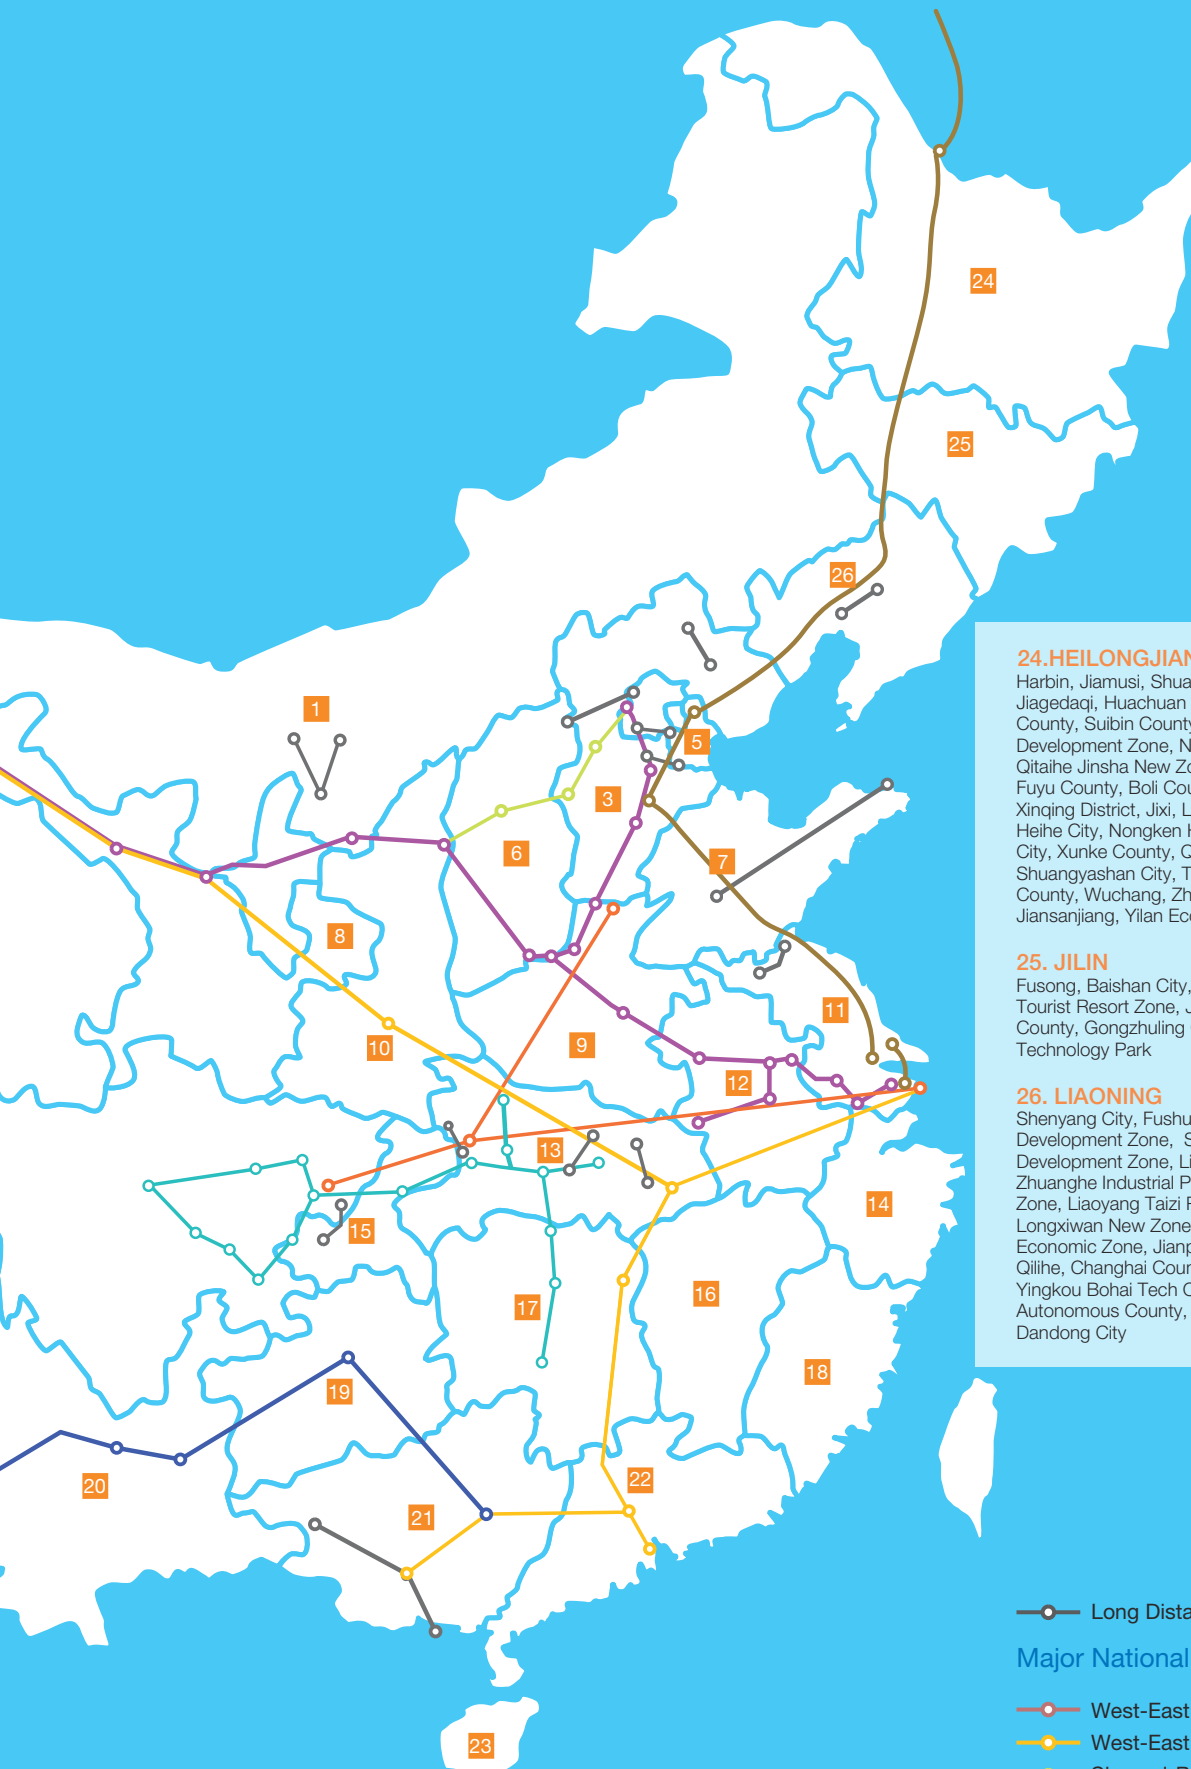 24
25
26
1
5
3
6
7
8
11
10
9
12
13
14
15
16
17
18
19
20
22
21
23
24.HEILONGJIAN
Harbin, Jiamusi, Shua
Jiagedaqi, Huachuan
County, Suibin County
Development Zone, N
Qitaihe Jinsha New Zo
Fuyu County, Boli Cou
Xinqing District, Jixi, L
Heihe City, Nongken H
City, Xunke County, Q
Shuangyashan City, T
County, Wuchang, Zh
Jiansanjiang, Yilan Eco
25. JILIN
Fusong, Baishan City,
Tourist Resort Zone, J
County, Gongzhuling
Technology Park
26. LIAONING
Shenyang City, Fushu
Development Zone, S
Development Zone, Li
Zhuanghe Industrial P
Zone, Liaoyang Taizi R
Longxiwan New Zone
Economic Zone, Jianp
Qilihe, Changhai Coun
Yingkou Bohai Tech C
Autonomous County,
Dandong City
Long Dista
Major National
West-East
West-East